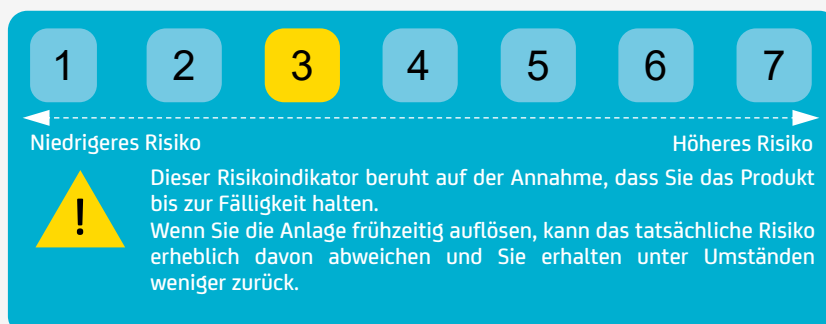 1 2 3 4 5 6 7
Niedrigeres Risiko Höheres Risiko
!
Dieser Risikoindikator beruht auf der Annahme, dass Sie das Produkt
bis zur Fälligkeit halten.
Wenn Sie die Anlage frühzeitig auflösen, kann das tatsächliche Risiko
erheblich davon abweichen und Sie erhalten unter Umständen
weniger zurück.